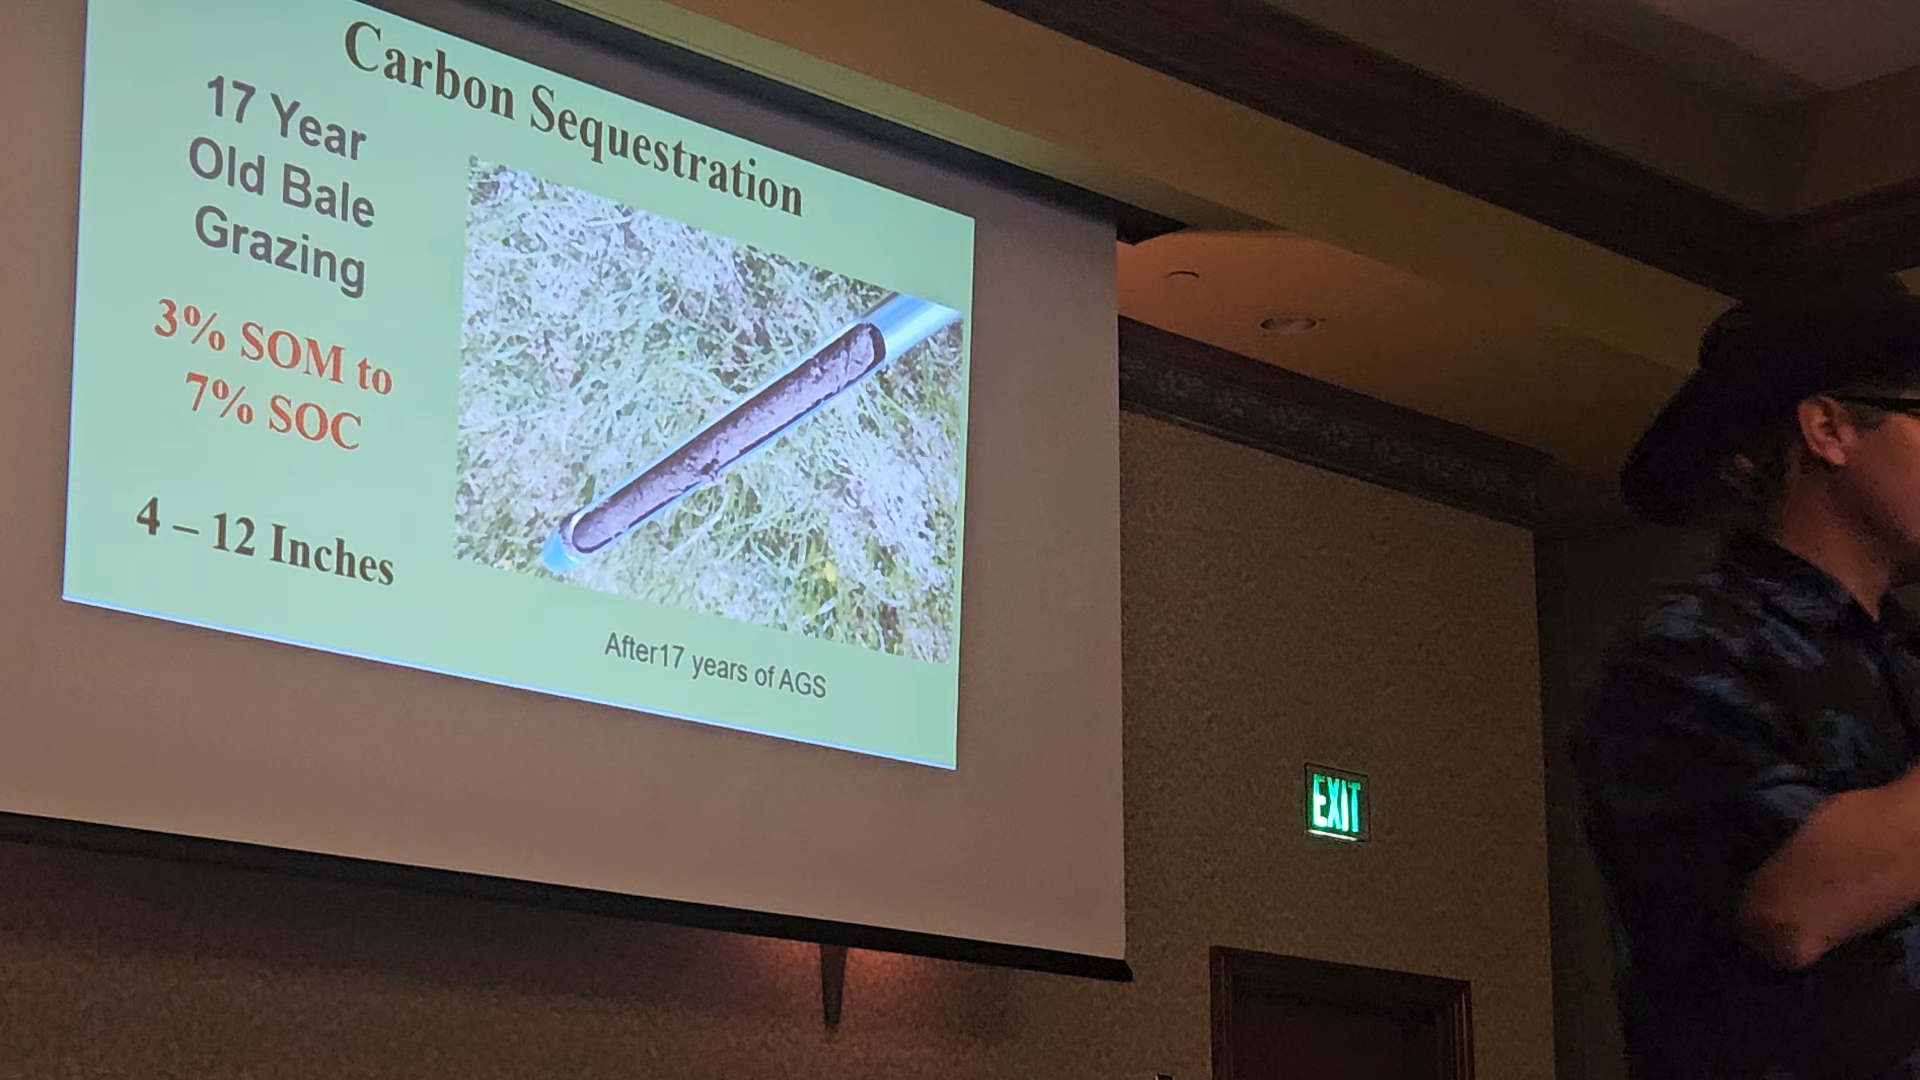 Carbon Sequestration
17 Year
Old Bale
Grazing
3% SOM to
7% SOC
4 – 12 Inches
After17 years of AGS
EXIT